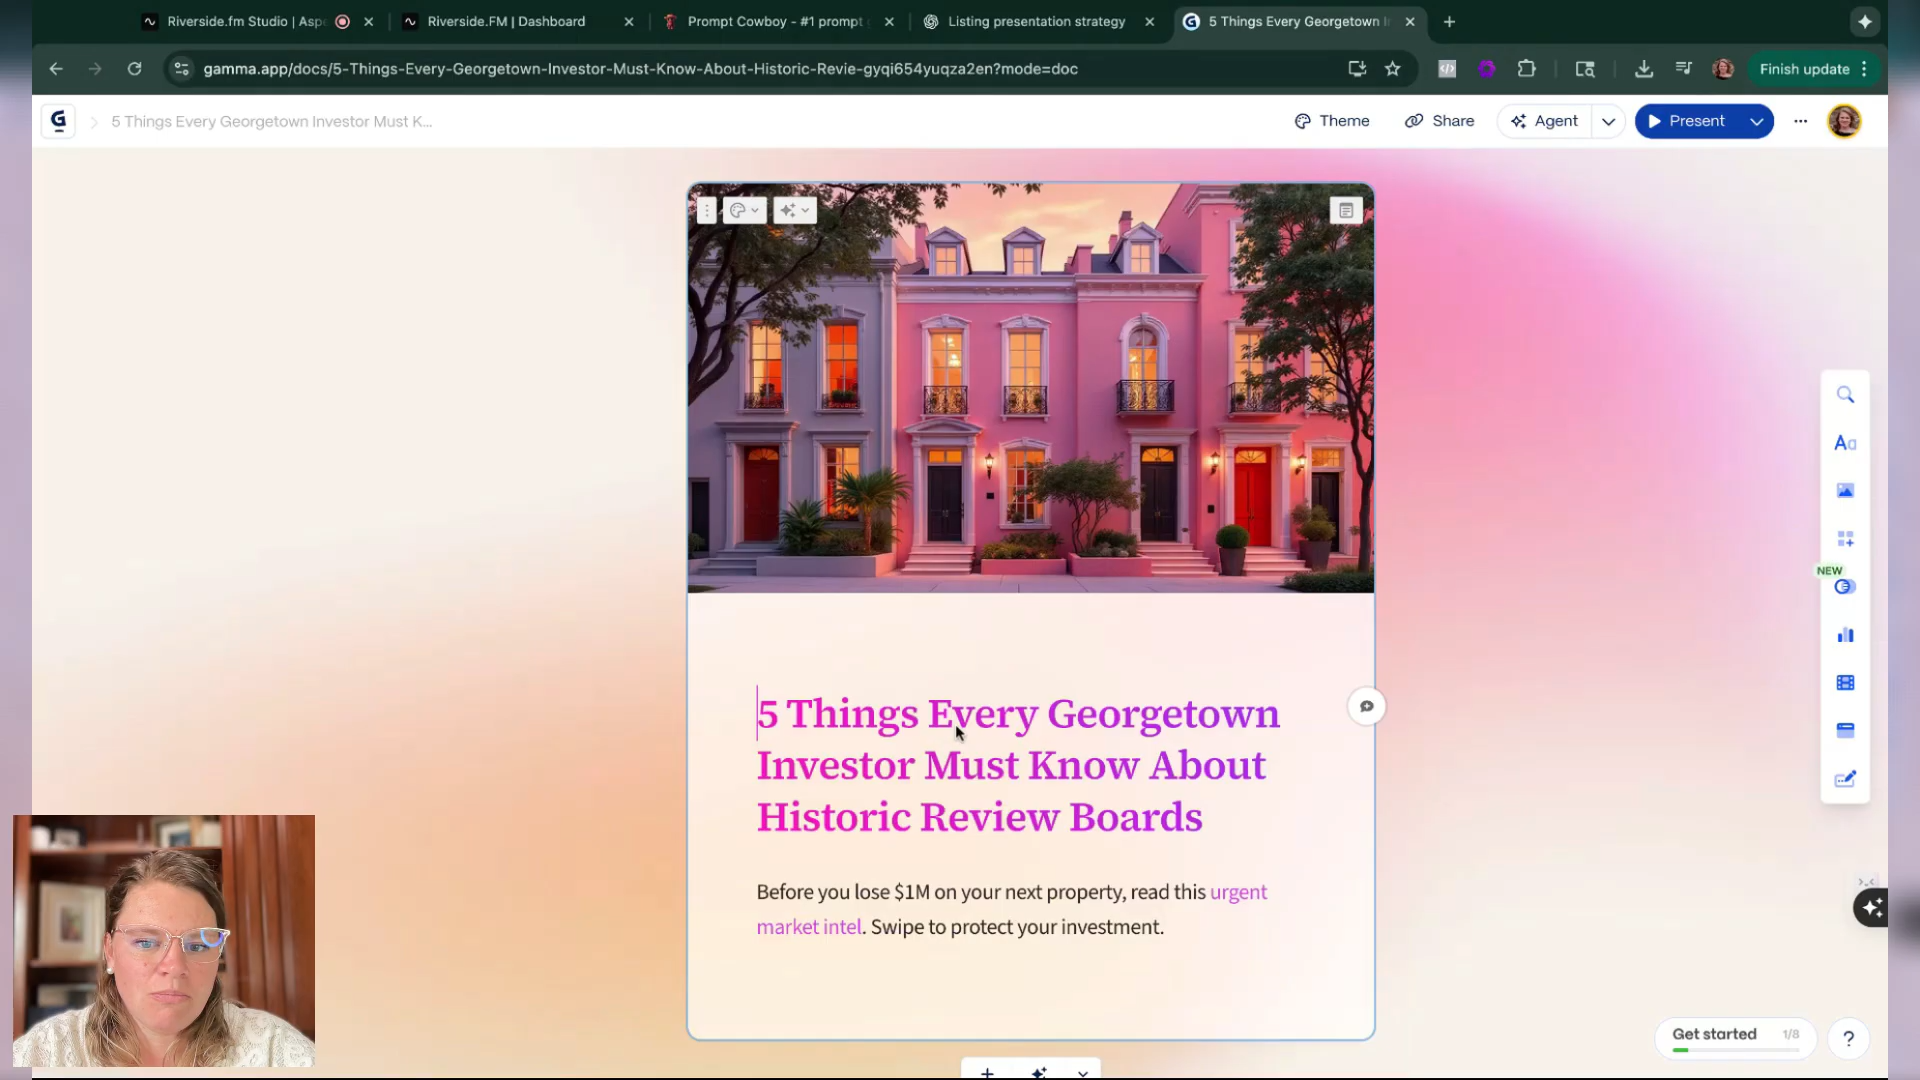 Riverside.fm Studio | Aspe
Riverside.FM | Dashboard
Prompt Cowboy - #1 prompt
Listing presentation strategy
5 Things Every Georgetown I
gamma.app/docs/5-Things-Every-Georgetown-Investor-Must-Know-About-Historic-Revie-gyqi654yuqza2en?mode=doc
Finish update
5 Things Every Georgetown Investor Must K...
Theme
Share
Agent
Present
5 Things Every Georgetown
Investor Must Know About
Historic Review Boards
Before you lose $1M on your next property, read this urgent
market intel. Swipe to protect your investment.
Aa
NEW
Get started 1/8
?